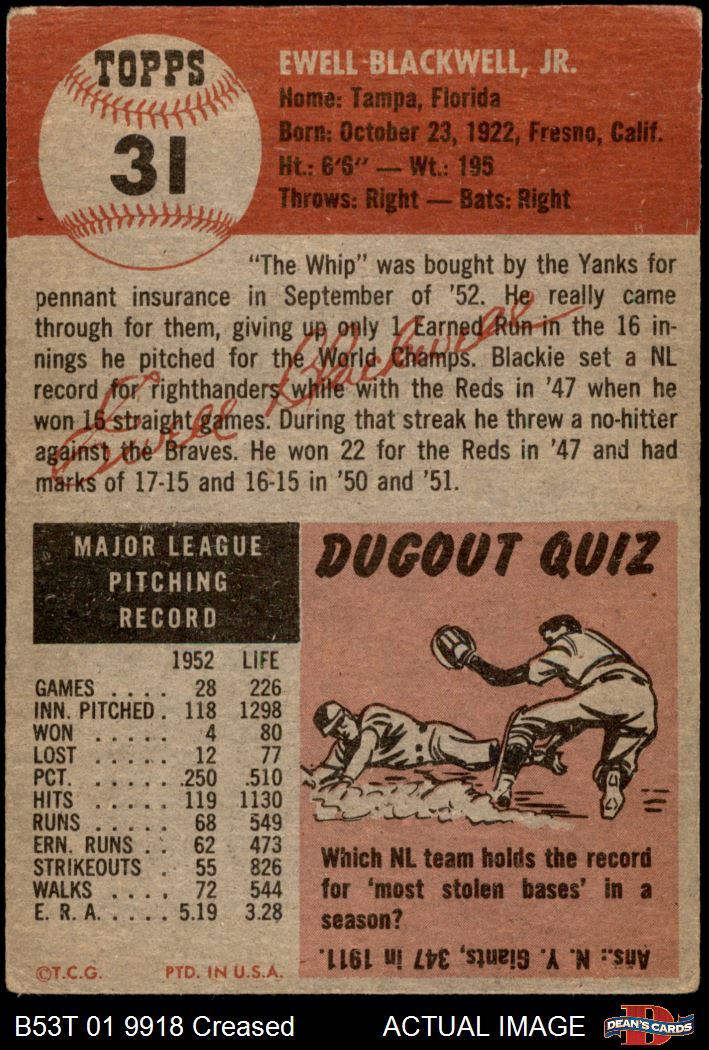 TOPPS
31
EWELL BLACKWELL, JR.
Home: Tampa, Florida
Born: October 23, 1922, Fresno, Calif.
Ht.: 6'6" — Wt.: 195
Throws: Right — Bats: Right
"The Whip" was bought by the Yanks for
pennant insurance in September of '52. He really came
through for them, giving up only 1 Earned Run in the 16 in-
nings he pitched for the World Champs. Blackie set a NL
record for righthanders while with the Reds in '47 when he
won 16 straight games. During that streak he threw a no-hitter
against the Braves. He won 22 for the Reds in '47 and had
marks of 17-15 and 16-15 in '50 and '51.
Ewell Blackwell
MAJOR LEAGUE
PITCHING
RECORD
1952 LIFE
GAMES . . . . 28 226
INN. PITCHED . 118 1298
WON . . . . . 4 80
LOST . . . . . 12 77
PCT. . . . . . .250 .510
HITS . . . . . 119 1130
RUNS . . . . . 68 549
ERN. RUNS . . 62 473
STRIKEOUTS . 55 826
WALKS . . . . 72 544
E. R. A. . . . . 5.19 3.28
©T.C.G. PTD. IN U.S.A.
DUGOUT QUIZ
Which NL team holds the record
for 'most stolen bases' in a
season?
Ans.: N. Y. Giants, 347 in 1911.
B53T 01 9918 Creased ACTUAL IMAGE
D
DEAN'S CARDS